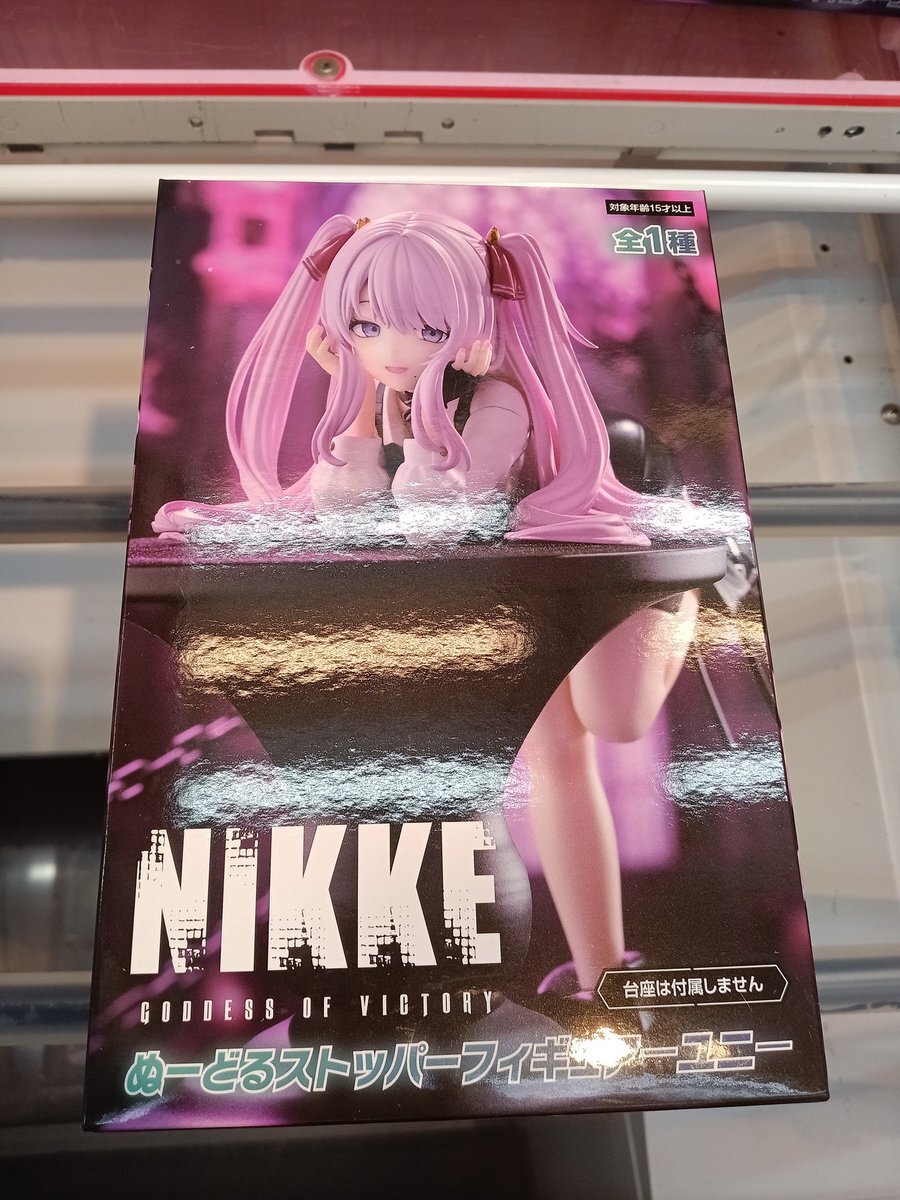 対象年齢15才以上
全1種
NIKKE
GODDESS OF VICTORY
台座は付属しません
ぬーどるストッパーフィギュアーユニー